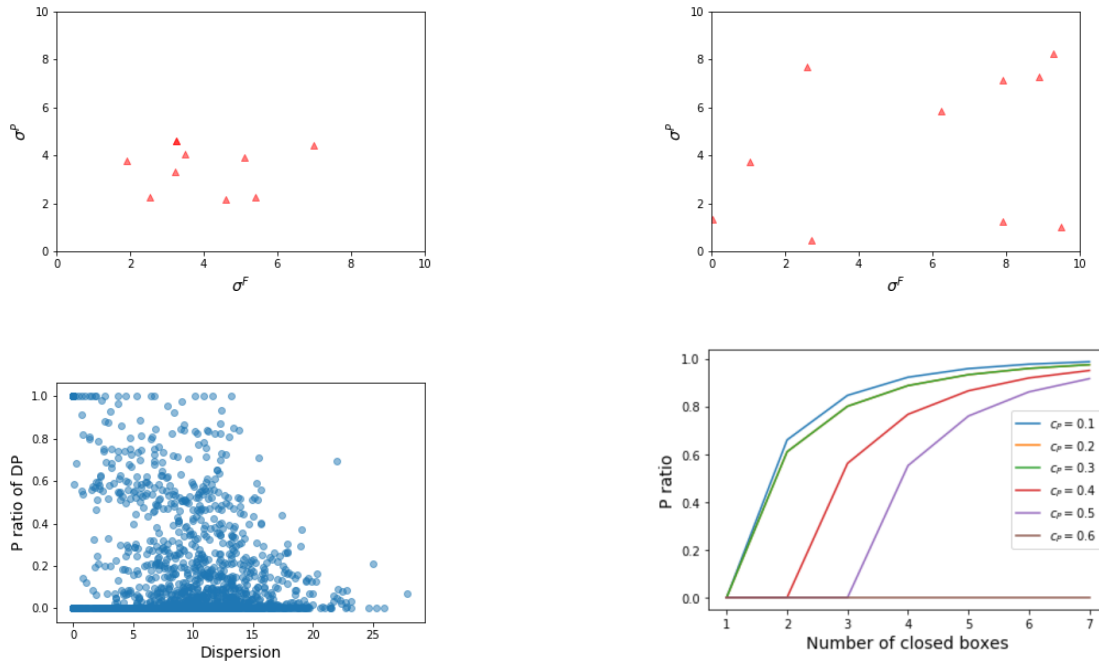 10
8
6
4
2
0
σ^P
0 2 4 6 8 10
σ^F
10
8
6
4
2
0
σ^P
0 2 4 6 8 10
σ^F
1.0
0.8
0.6
0.4
0.2
0.0
P ratio of DP
0 5 10 15 20 25
Dispersion
1.0
0.8
0.6
0.4
0.2
0.0
P ratio
c_P = 0.1
c_P = 0.2
c_P = 0.3
c_P = 0.4
c_P = 0.5
c_P = 0.6
1 2 3 4 5 6 7
Number of closed boxes